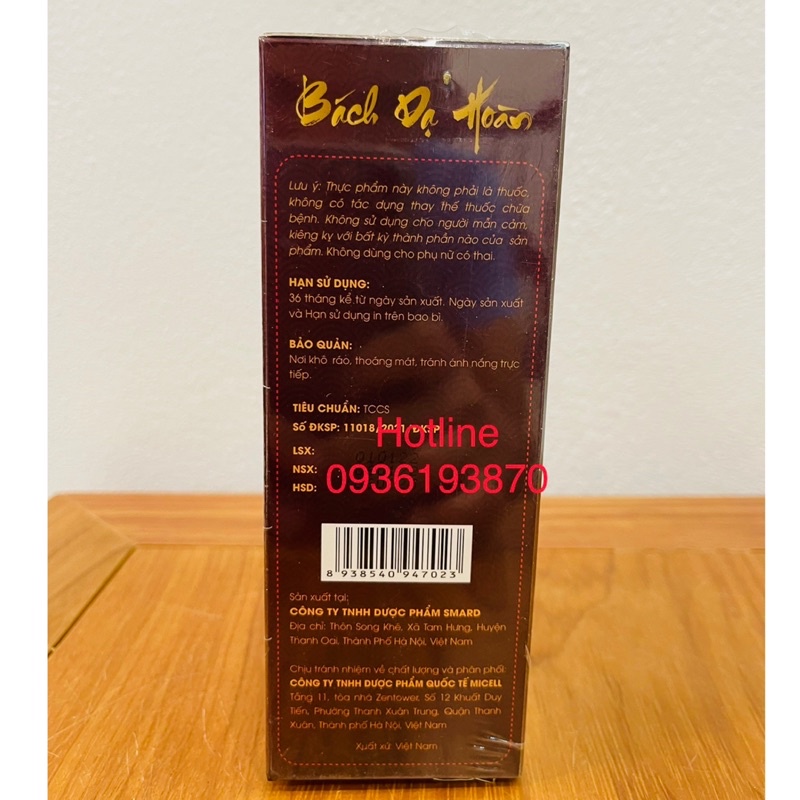 Bách Dạ Hoàn
Lưu ý: Thực phẩm này không phải là thuốc,
không có tác dụng thay thế thuốc chữa
bệnh. Không sử dụng cho người mẫn cảm,
kiêng kỵ với bất kỳ thành phần nào của sản
phẩm. Không dùng cho phụ nữ có thai.
HẠN SỬ DỤNG:
36 tháng kể từ ngày sản xuất. Ngày sản xuất
và Hạn sử dụng in trên bao bì.
BẢO QUẢN:
Nơi khô ráo, thoáng mát, tránh ánh nắng trực
tiếp.
TIÊU CHUẨN: TCCS
Số ĐKSP: 11018/2021/ĐKSP
Hotline
LSX:
NSX:
0936193870
HSD:
8 938540 947023
Sản xuất tại:
CÔNG TY TNHH DƯỢC PHẨM SMARD
Địa chỉ: Thôn Song Khê, Xã Tam Hưng, Huyện
Thanh Oai, Thành Phố Hà Nội, Việt Nam
Chịu trách nhiệm về chất lượng và phân phối:
CÔNG TY TNHH DƯỢC PHẨM QUỐC TẾ MICELL
Tầng 11, tòa nhà Zentower, Số 12 Khuất Duy
Tiến, Phường Thanh Xuân Trung, Quận Thanh
Xuân, Thành phố Hà Nội, Việt Nam
Xuất xứ: Việt Nam